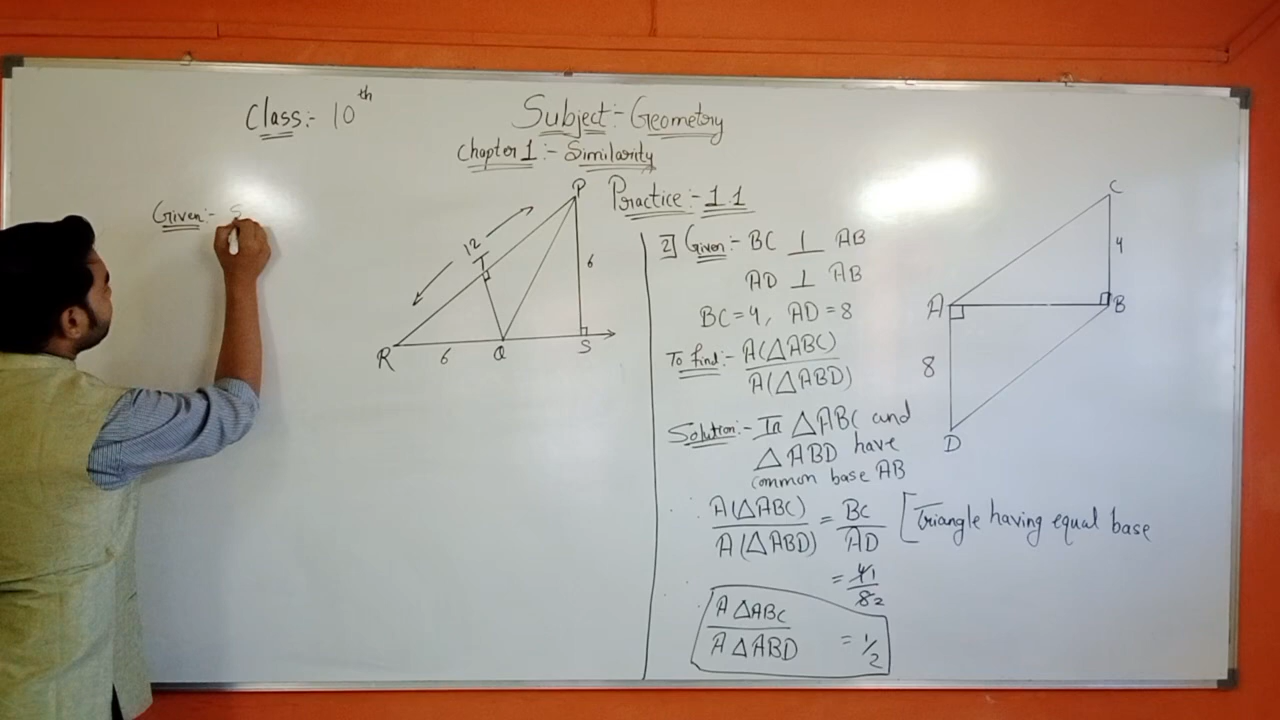 Class:- 10th
Subject:- Geometry
Chapter 1:- Similarity
Practice:- 1.1
Given:- S
P
12
T
6
R
6
Q
S
2] Given:- BC ⊥ AB
AD ⊥ AB
BC = 4, AD = 8
To find:- A(△ABC)
A(△ABD)
Solution:- In △ABC and
△ABD have
common base AB
∴ A(△ABC) = BC [Triangle having equal base
A(△ABD) AD
= 4 1
8 2
A △ABC = 1/2
A △ABD
C
4
A
B
8
D